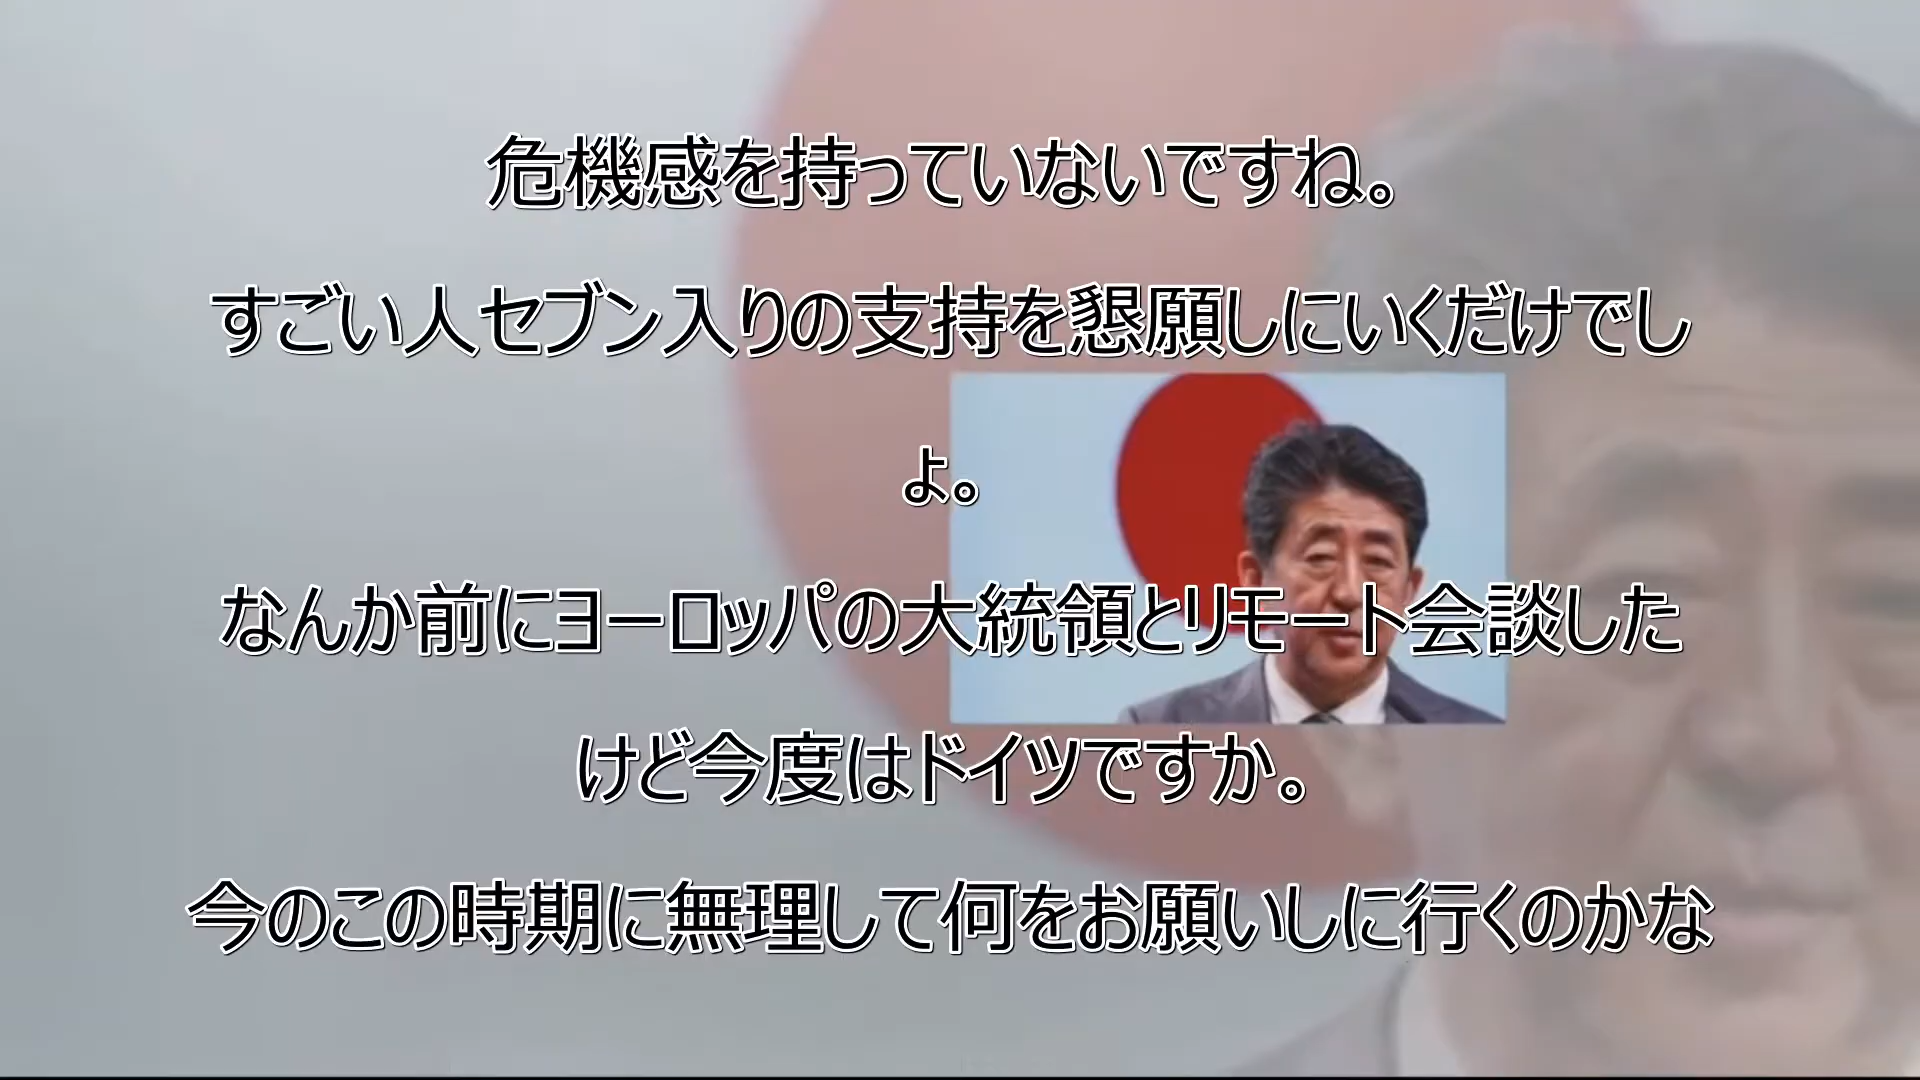 危機感を持っていないですね。
すごい人セブン入りの支持を懇願しにいくだけでし
ょ。
なんか前にヨーロッパの大統領とリモート会談した
けど今度はドイツですか。
今のこの時期に無理して何をお願いしに行くのかな